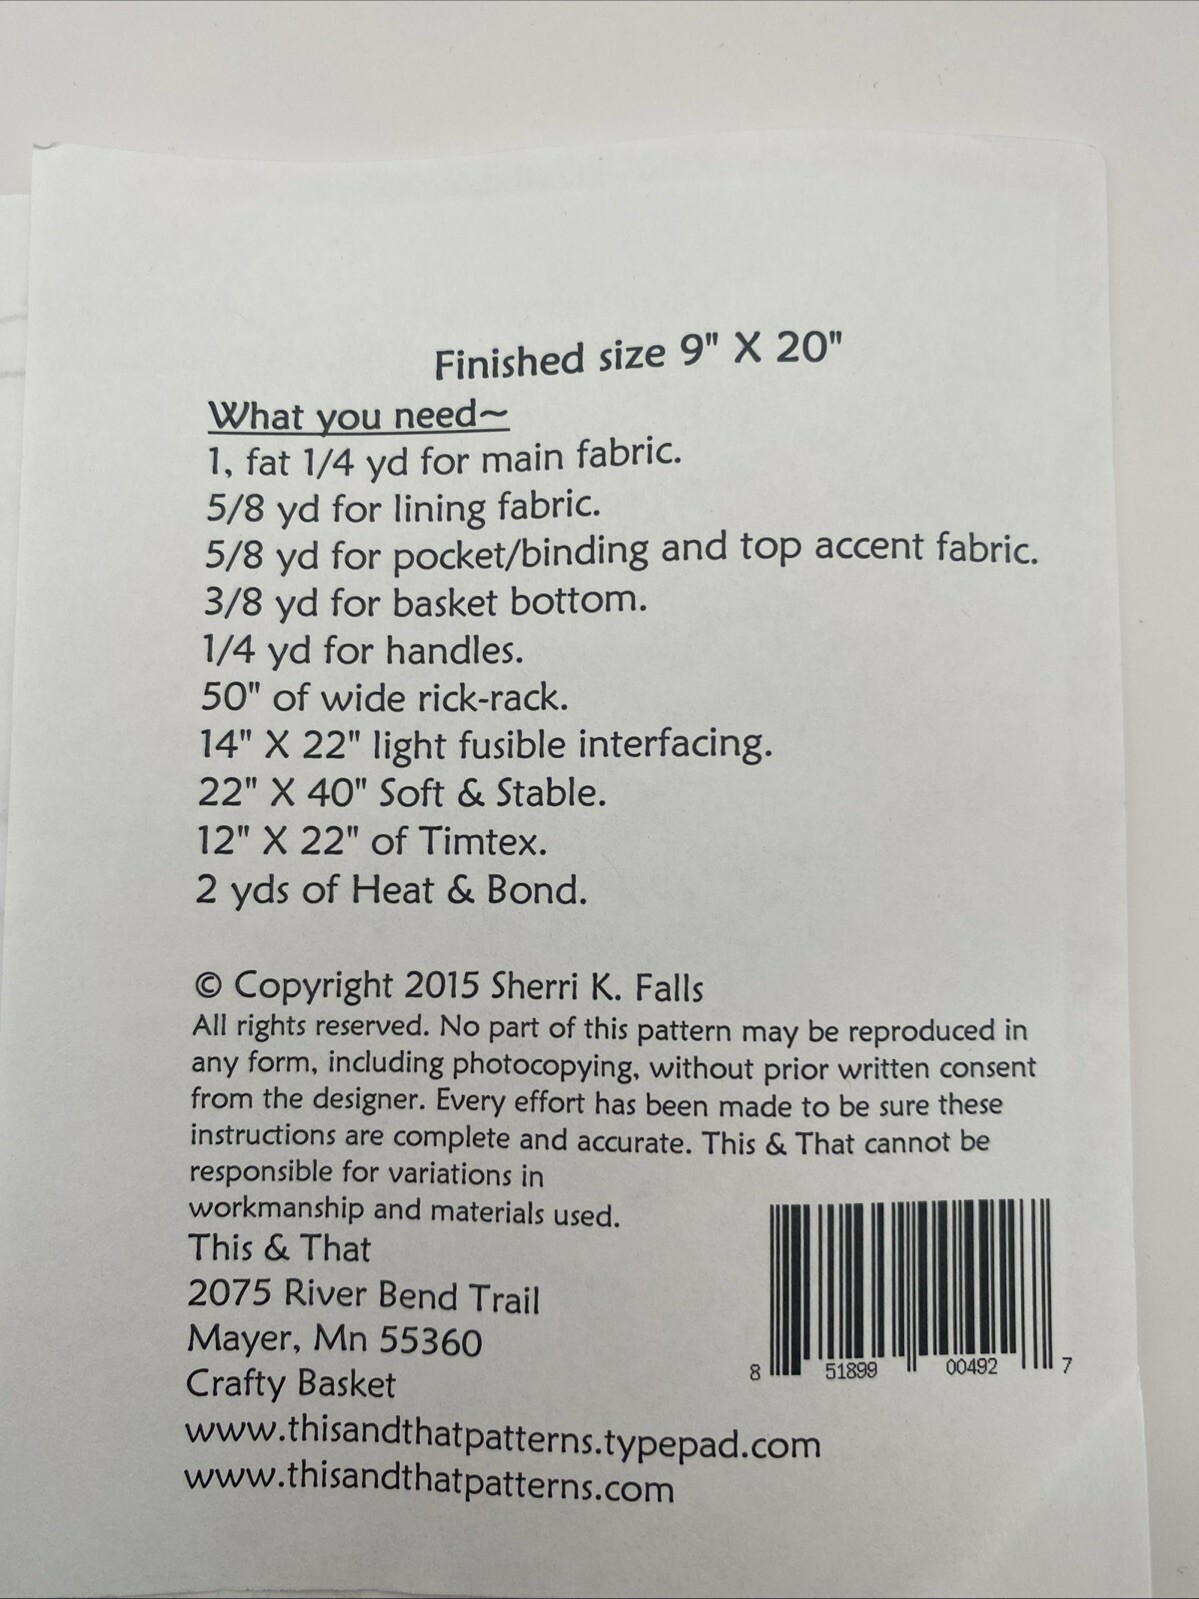 Finished size 9" X 20"
What you need~
1, fat 1/4 yd for main fabric.
5/8 yd for lining fabric.
5/8 yd for pocket/binding and top accent fabric.
3/8 yd for basket bottom.
1/4 yd for handles.
50" of wide rick-rack.
14" X 22" light fusible interfacing.
22" X 40" Soft & Stable.
12" X 22" of Timtex.
2 yds of Heat & Bond.
© Copyright 2015 Sherri K. Falls
All rights reserved. No part of this pattern may be reproduced in
any form, including photocopying, without prior written consent
from the designer. Every effort has been made to be sure these
instructions are complete and accurate. This & That cannot be
responsible for variations in
workmanship and materials used.
This & That
2075 River Bend Trail
Mayer, Mn 55360
Crafty Basket
www.thisandthatpatterns.typepad.com
www.thisandthatpatterns.com
8 51899 00492 7